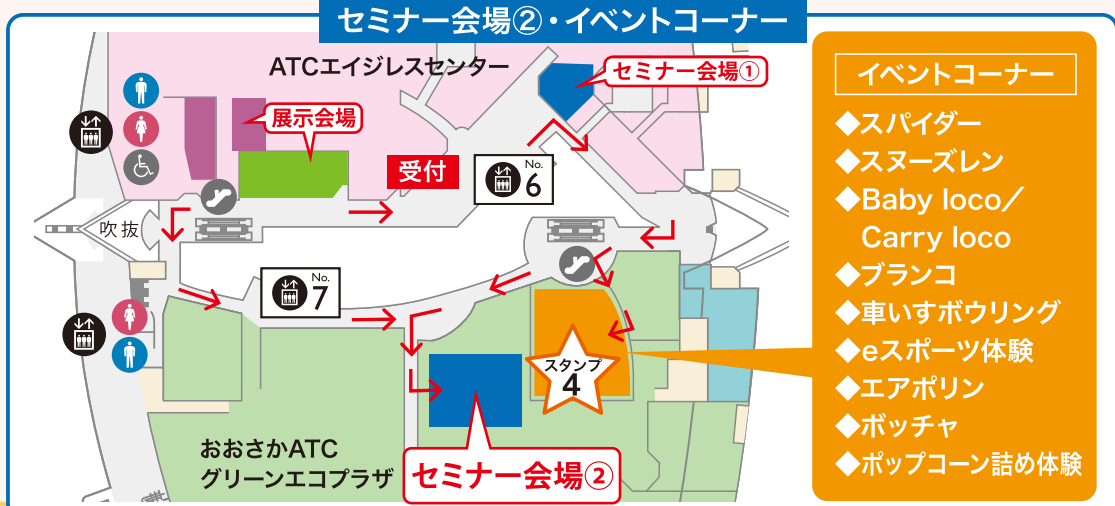 セミナー会場②・イベントコーナー
ATCエイジレスセンター
セミナー会場①
展示会場
受付
No.
6
吹抜
No.
7
スタンプ
4
おおさかATC
グリーンエコプラザ
セミナー会場②
イベントコーナー
◆スパイダー
◆スヌーズレン
◆Baby loco／
Carry loco
◆ブランコ
◆車いすボウリング
◆eスポーツ体験
◆エアポリン
◆ボッチャ
◆ポップコーン詰め体験